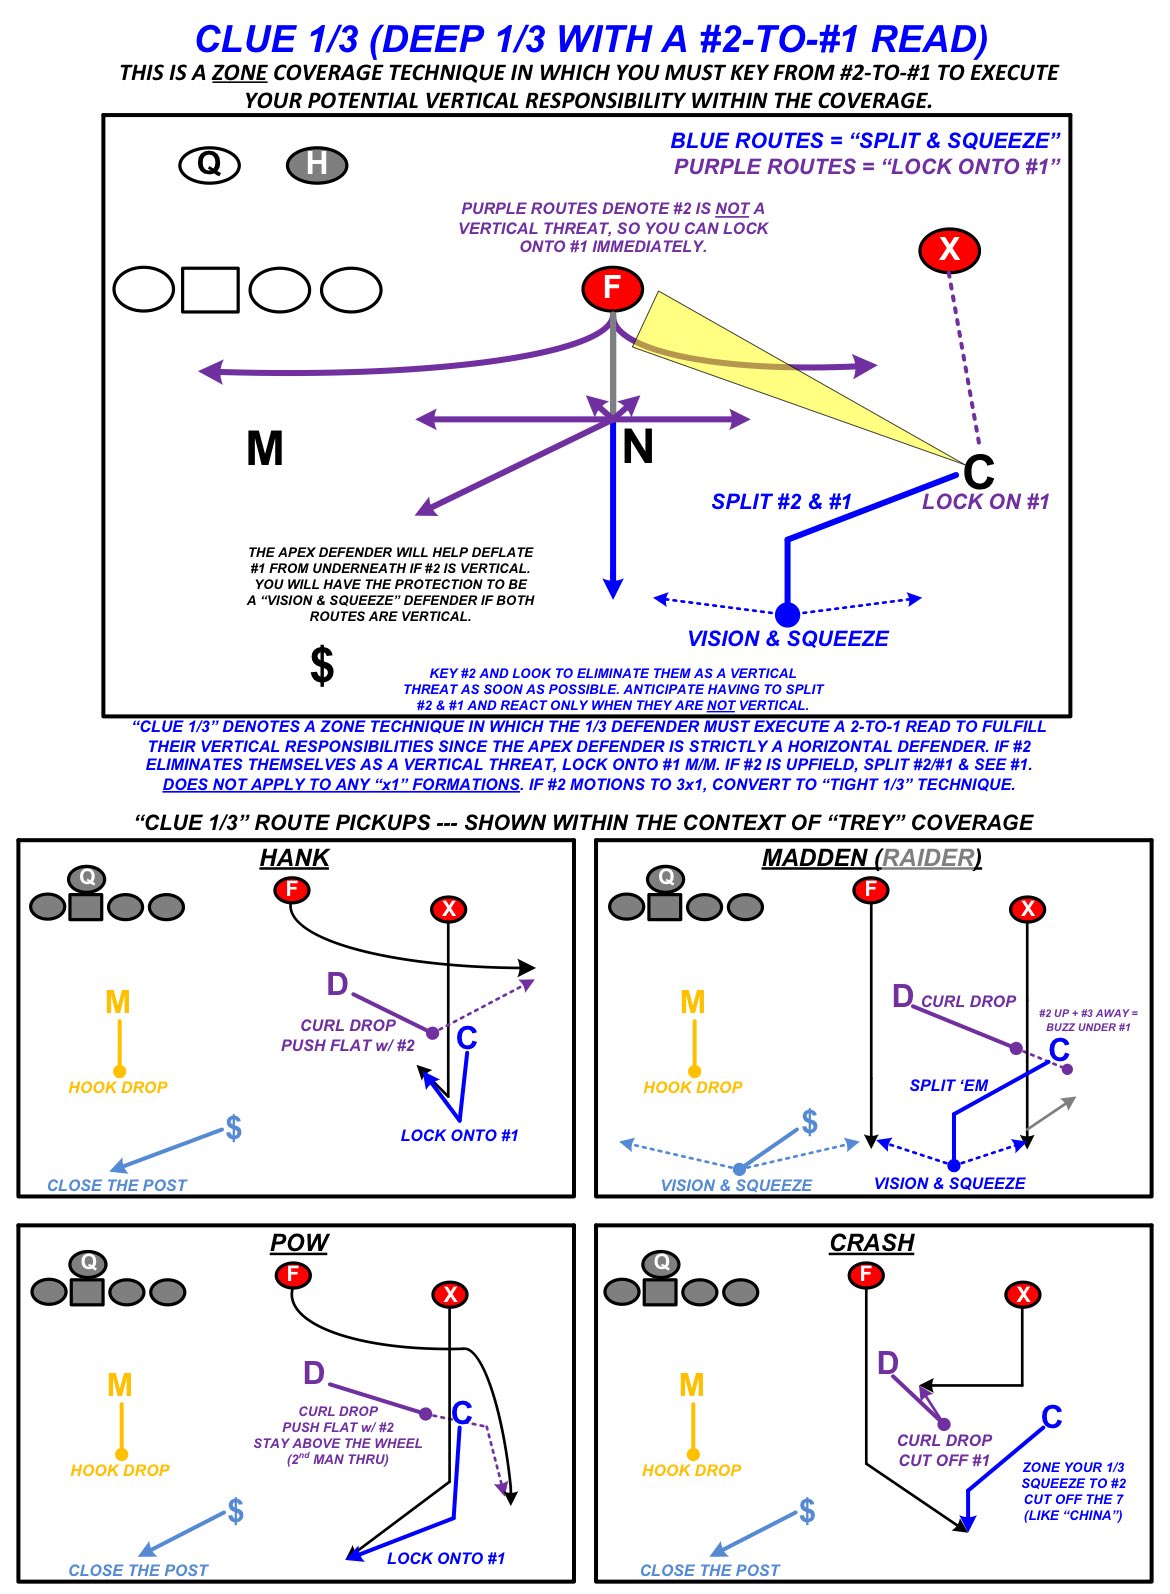 CLUE 1/3 (DEEP 1/3 WITH A #2-TO-#1 READ)
THIS IS A ZONE COVERAGE TECHNIQUE IN WHICH YOU MUST KEY FROM #2-TO-#1 TO EXECUTE
YOUR POTENTIAL VERTICAL RESPONSIBILITY WITHIN THE COVERAGE.
BLUE ROUTES = “SPLIT & SQUEEZE”
PURPLE ROUTES = “LOCK ONTO #1”
Q
H
PURPLE ROUTES DENOTE #2 IS NOT A
VERTICAL THREAT, SO YOU CAN LOCK
ONTO #1 IMMEDIATELY.
X
F
M
N
C
SPLIT #2 & #1
LOCK ON #1
THE APEX DEFENDER WILL HELP DEFLATE
#1 FROM UNDERNEATH IF #2 IS VERTICAL.
YOU WILL HAVE THE PROTECTION TO BE
A “VISION & SQUEEZE” DEFENDER IF BOTH
ROUTES ARE VERTICAL.
VISION & SQUEEZE
$
KEY #2 AND LOOK TO ELIMINATE THEM AS A VERTICAL
THREAT AS SOON AS POSSIBLE. ANTICIPATE HAVING TO SPLIT
#2 & #1 AND REACT ONLY WHEN THEY ARE NOT VERTICAL.
“CLUE 1/3” DENOTES A ZONE TECHNIQUE IN WHICH THE 1/3 DEFENDER MUST EXECUTE A 2-TO-1 READ TO FULFILL
THEIR VERTICAL RESPONSIBILITIES SINCE THE APEX DEFENDER IS STRICTLY A HORIZONTAL DEFENDER. IF #2
ELIMINATES THEMSELVES AS A VERTICAL THREAT, LOCK ONTO #1 M/M. IF #2 IS UPFIELD, SPLIT #2/#1 & SEE #1.
DOES NOT APPLY TO ANY “x1” FORMATIONS. IF #2 MOTIONS TO 3x1, CONVERT TO “TIGHT 1/3” TECHNIQUE.
“CLUE 1/3” ROUTE PICKUPS --- SHOWN WITHIN THE CONTEXT OF “TREY” COVERAGE
HANK
Q
F
X
D
M
CURL DROP
PUSH FLAT w/ #2
C
HOOK DROP
$
LOCK ONTO #1
CLOSE THE POST
MADDEN (RAIDER)
Q
F
X
D
CURL DROP
M
#2 UP + #3 AWAY =
BUZZ UNDER #1
C
HOOK DROP
SPLIT ‘EM
$
VISION & SQUEEZE
VISION & SQUEEZE
POW
Q
F
X
D
M
CURL DROP
PUSH FLAT w/ #2
STAY ABOVE THE WHEEL
(2nd MAN THRU)
C
HOOK DROP
$
LOCK ONTO #1
CLOSE THE POST
CRASH
Q
F
X
D
M
C
CURL DROP
CUT OFF #1
HOOK DROP
ZONE YOUR 1/3
SQUEEZE TO #2
CUT OFF THE 7
(LIKE “CHINA”)
$
CLOSE THE POST